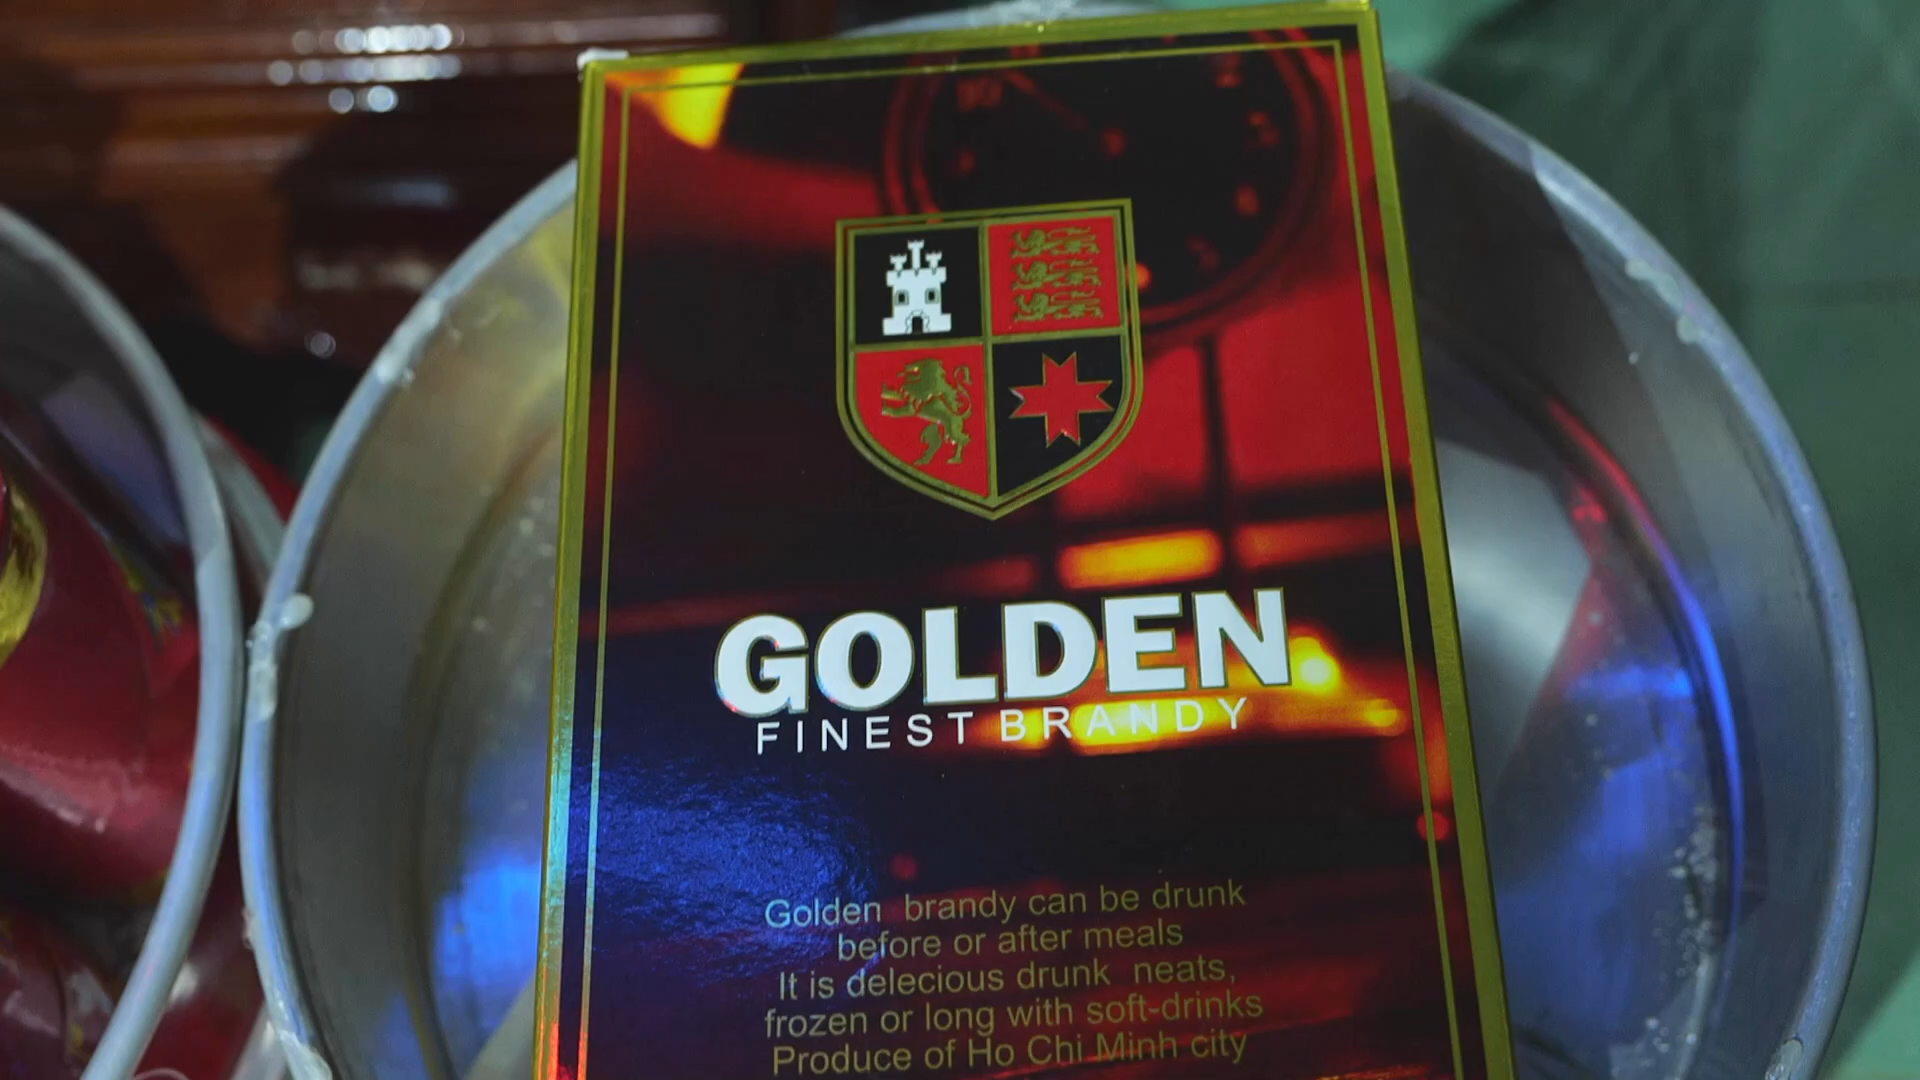 GOLDEN
FINEST BRANDY
Golden brandy can be drunk
before or after meals
It is delecious drunk neats,
frozen or long with soft-drinks
Produce of Ho Chi Minh city